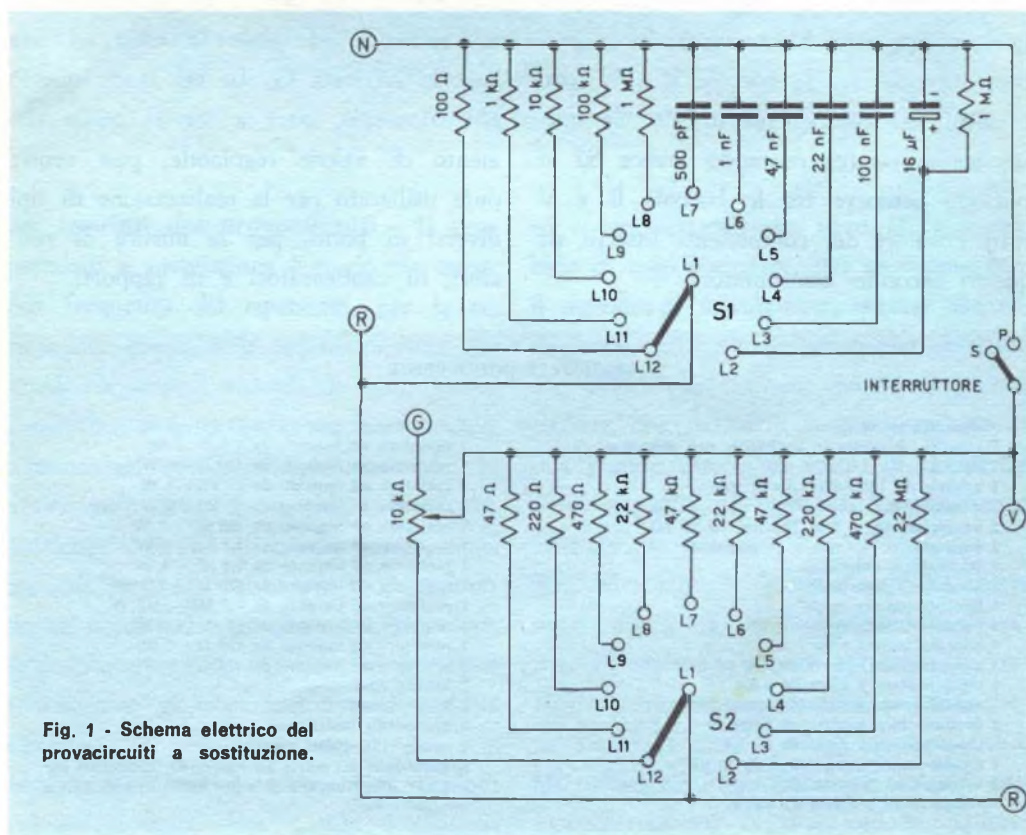 N
100 Ω
1 kΩ
10 kΩ
100 kΩ
1 MΩ
500 pF
nF
4,7 nF
22 nF
100 nF
16 µF
+
1 MΩ
L8
L7
L6
L9
L5
L10
L1
L4
L11
S1
L3
L12
L2
R
P
S
INTERRUTTORE
G
10 kΩ
47 Ω
220 Ω
470 Ω
2,2 kΩ
4,7 kΩ
22 kΩ
47 kΩ
220 kΩ
470 kΩ
2,2 MΩ
V
L8
L7
L6
L9
L5
L10
L1
L4
L11
S2
L3
L12
L2
R
Fig. 1 - Schema elettrico del
provacircuiti a sostituzione.